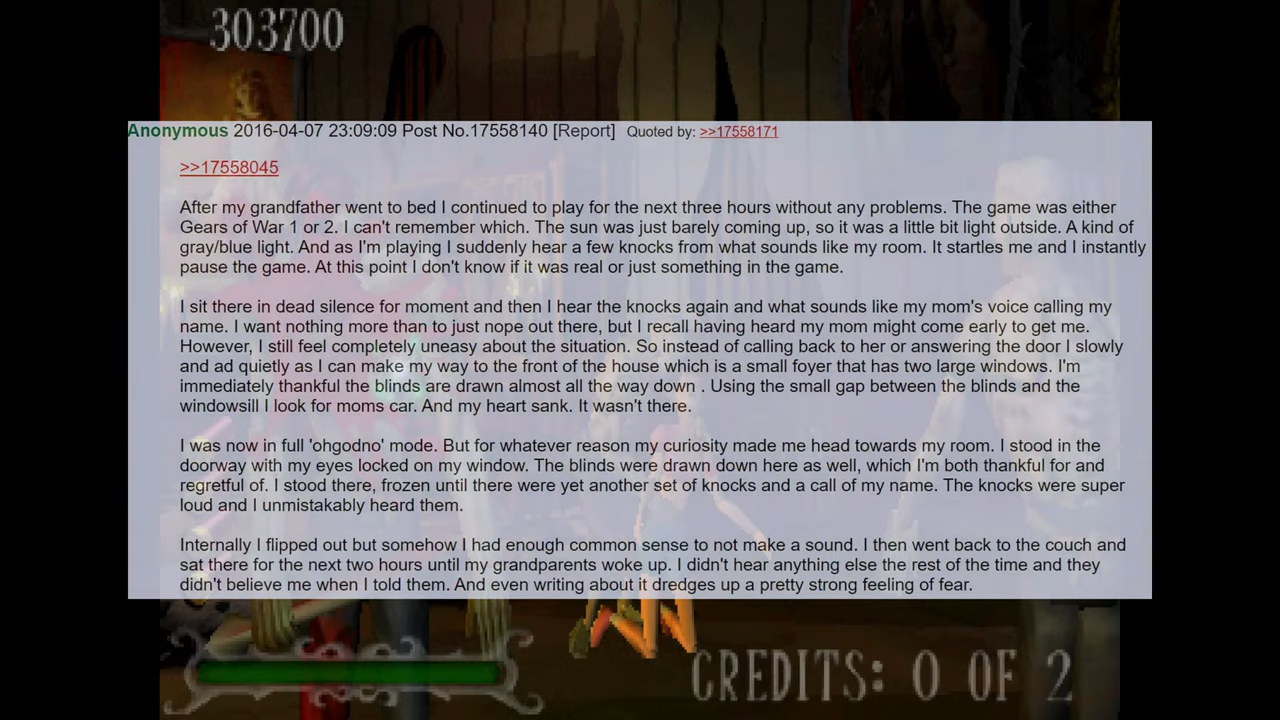 303700
Anonymous 2016-04-07 23:09:09 Post No.17558140 [Report] Quoted by: >>17558171
>>17558045
After my grandfather went to bed I continued to play for the next three hours without any problems. The game was either
Gears of War 1 or 2. I can't remember which. The sun was just barely coming up, so it was a little bit light outside. A kind of
gray/blue light. And as I'm playing I suddenly hear a few knocks from what sounds like my room. It startles me and I instantly
pause the game. At this point I don't know if it was real or just something in the game.
I sit there in dead silence for moment and then I hear the knocks again and what sounds like my mom's voice calling my
name. I want nothing more than to just nope out there, but I recall having heard my mom might come early to get me.
However, I still feel completely uneasy about the situation. So instead of calling back to her or answering the door I slowly
and ad quietly as I can make my way to the front of the house which is a small foyer that has two large windows. I'm
immediately thankful the blinds are drawn almost all the way down . Using the small gap between the blinds and the
windowsill I look for moms car. And my heart sank. It wasn't there.
I was now in full 'ohgodno' mode. But for whatever reason my curiosity made me head towards my room. I stood in the
doorway with my eyes locked on my window. The blinds were drawn down here as well, which I'm both thankful for and
regretful of. I stood there, frozen until there were yet another set of knocks and a call of my name. The knocks were super
loud and I unmistakably heard them.
Internally I flipped out but somehow I had enough common sense to not make a sound. I then went back to the couch and
sat there for the next two hours until my grandparents woke up. I didn't hear anything else the rest of the time and they
didn't believe me when I told them. And even writing about it dredges up a pretty strong feeling of fear.
CREDITS: 0 OF 2